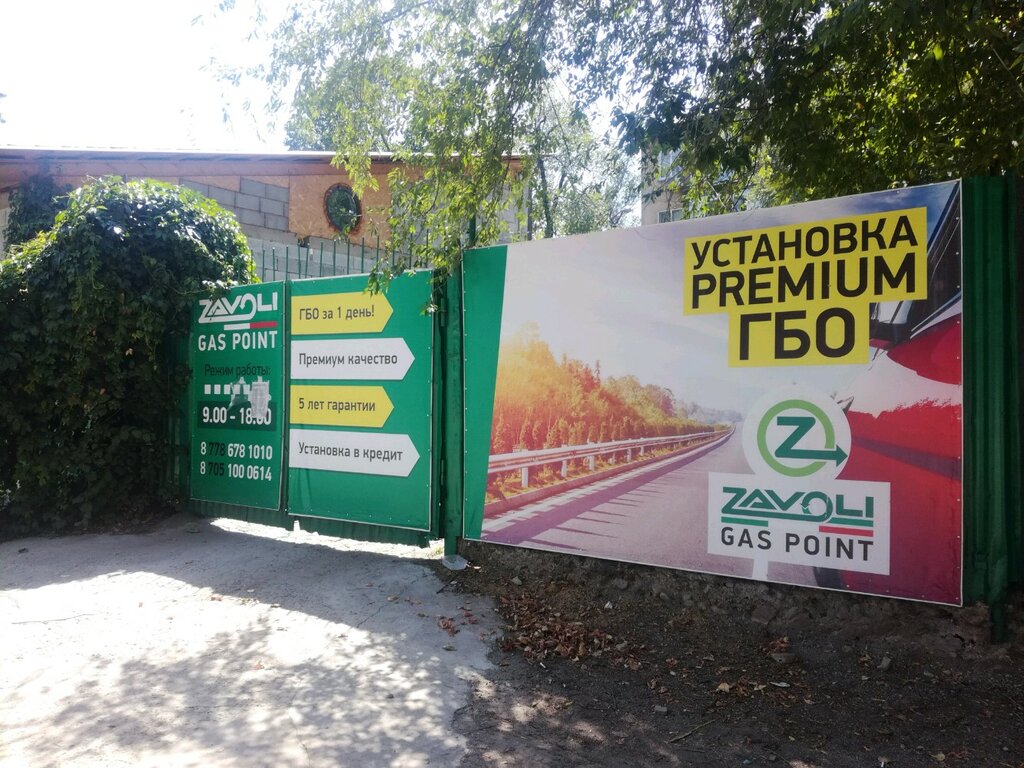 ZAVOLI
GAS POINT
Режим работы:
9.00 - 18.00
8 778 678 1010
8 705 100 0614
ГБО за 1 день!
Премиум качество
5 лет гарантии
Установка в кредит
УСТАНОВКА
PREMIUM
ГБО
Z
ZAVOLI
GAS POINT